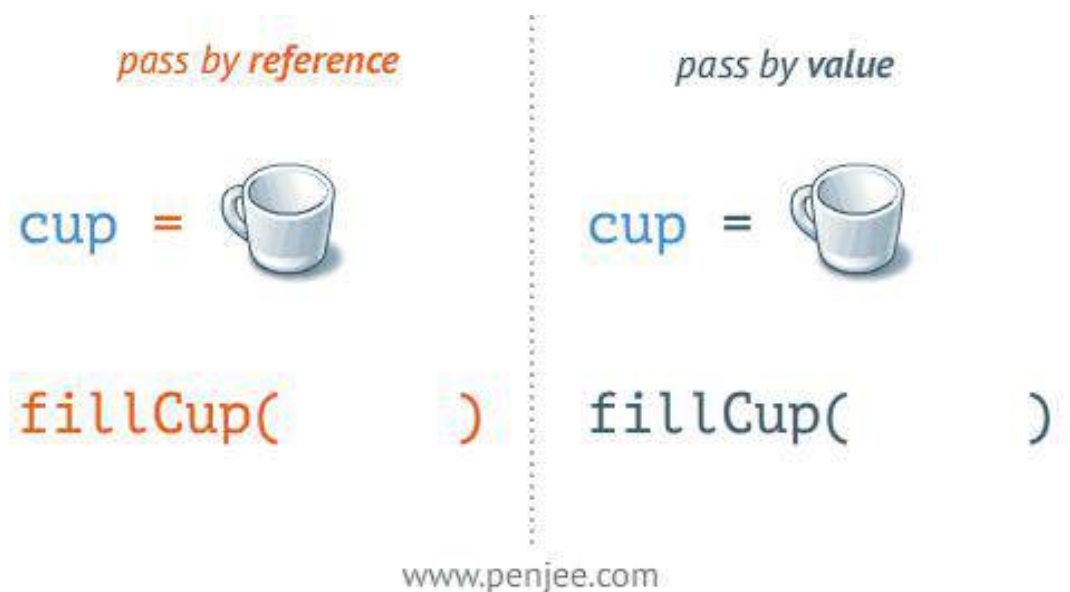 pass by reference
cup =
fillCup( )
pass by value
cup =
fillCup( )
www.penjee.com